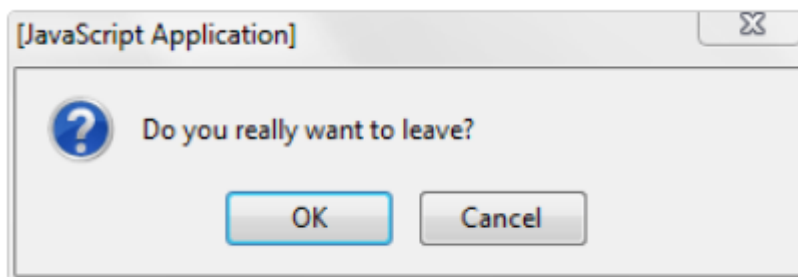 [JavaScript Application]
Do you really want to leave?
OK
Cancel